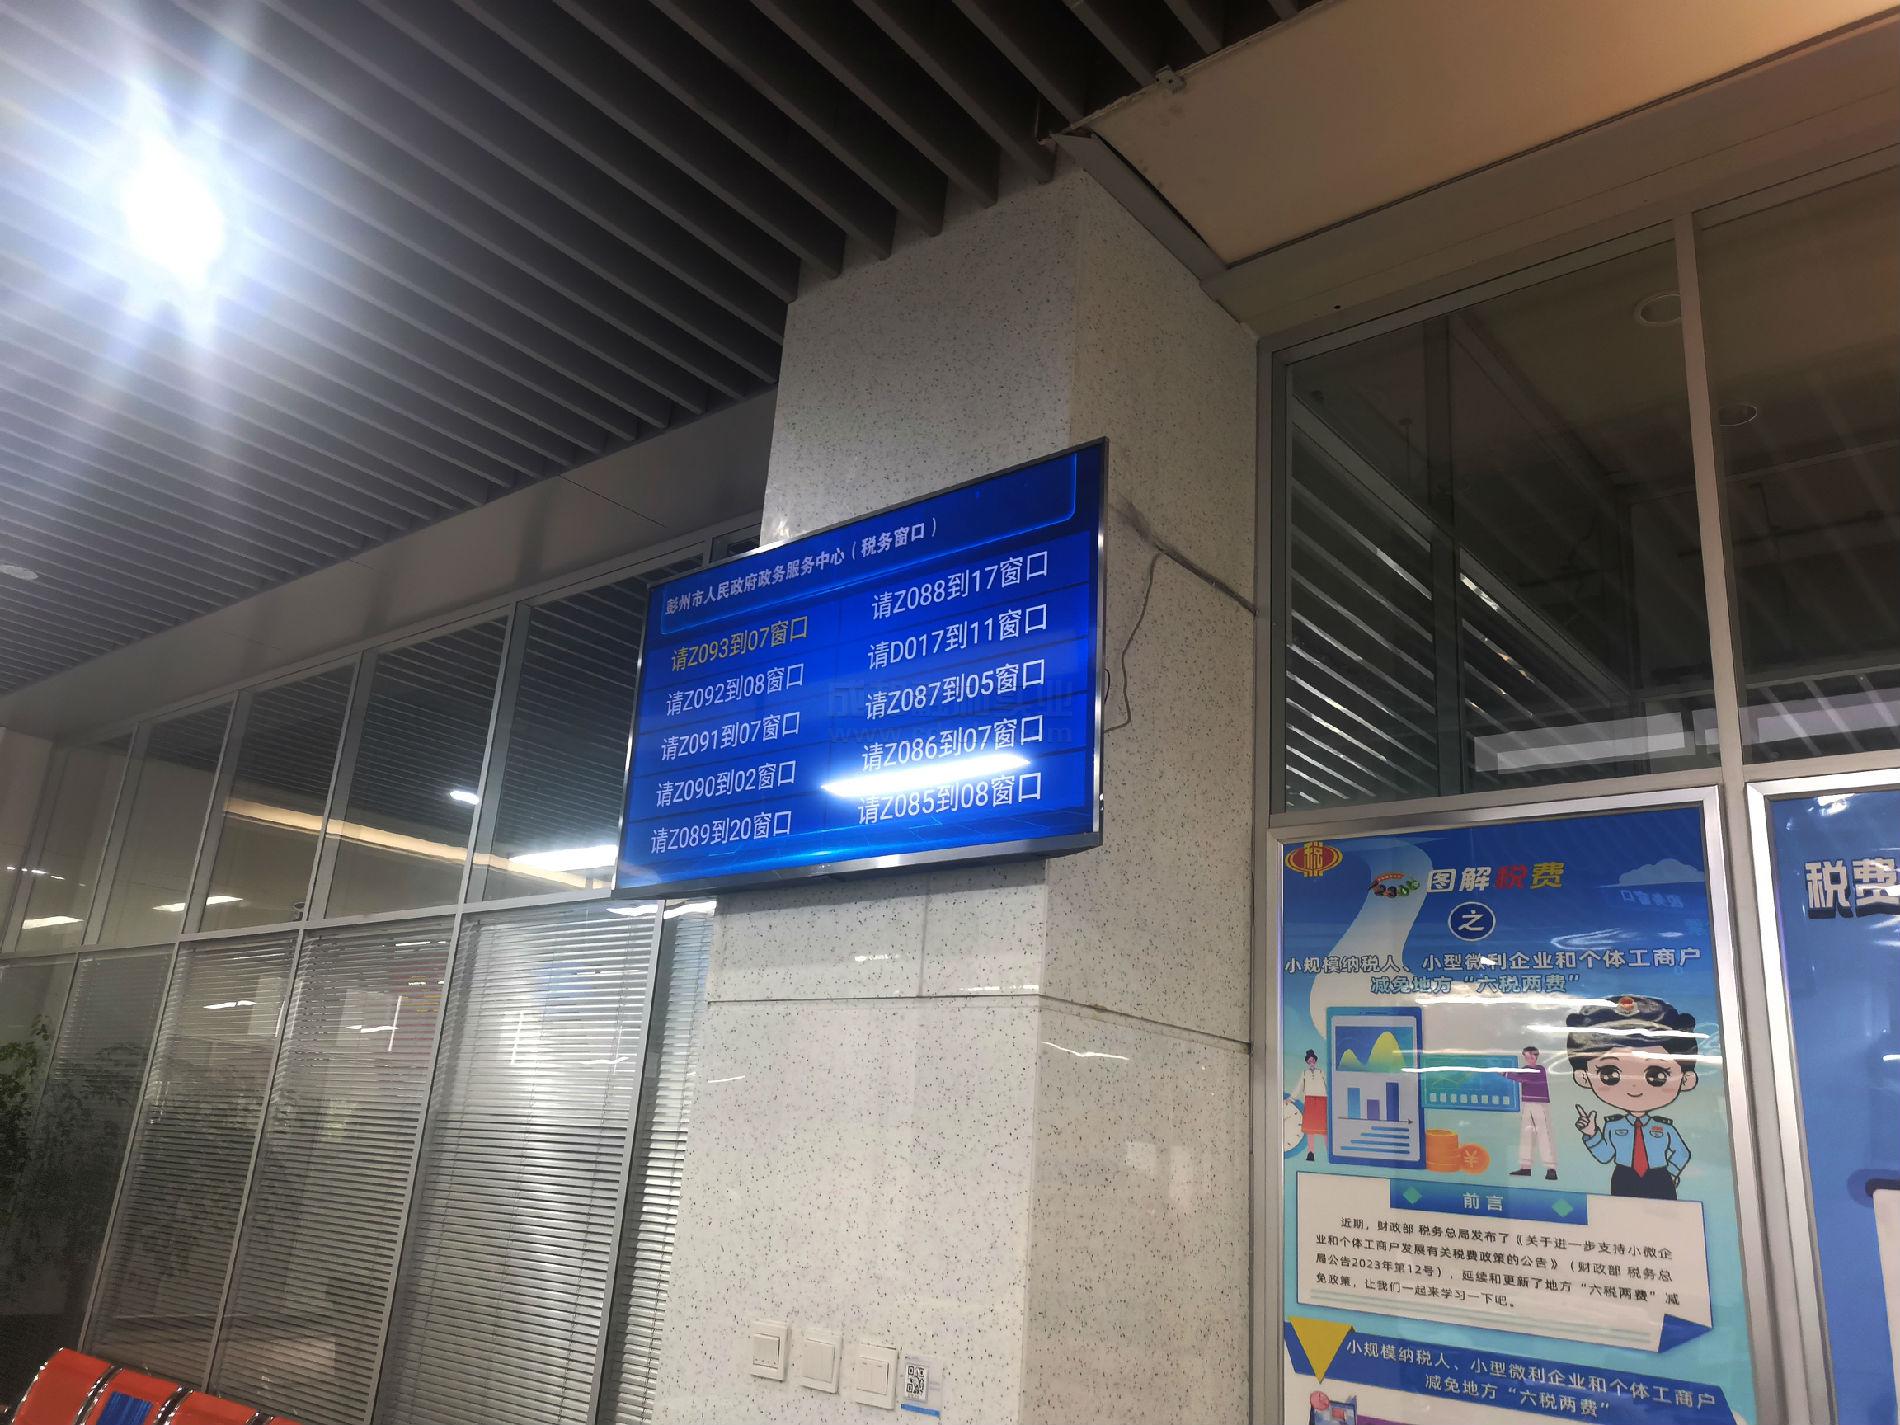 彭州市人民政府政务服务中心（税务窗口）
请Z093到07窗口
请Z092到08窗口
请Z091到07窗口
请Z090到02窗口
请Z089到20窗口
请Z088到17窗口
请D017到11窗口
请Z087到05窗口
请Z086到07窗口
请Z085到08窗口
税
12366 图解税费
之
小规模纳税人、小型微利企业和个体工商户
减免地方“六税两费”
前言
近期，财政部 税务总局发布了《关于进一步支持小微企
业和个体工商户发展有关税费政策的公告》（财政部 税务总
局公告2023年第12号），延续和更新了地方“六税两费”减
免政策，让我们一起来学习一下吧。
小规模纳税人、小型微利企业和个体工商户
减免地方“六税两费”
税费